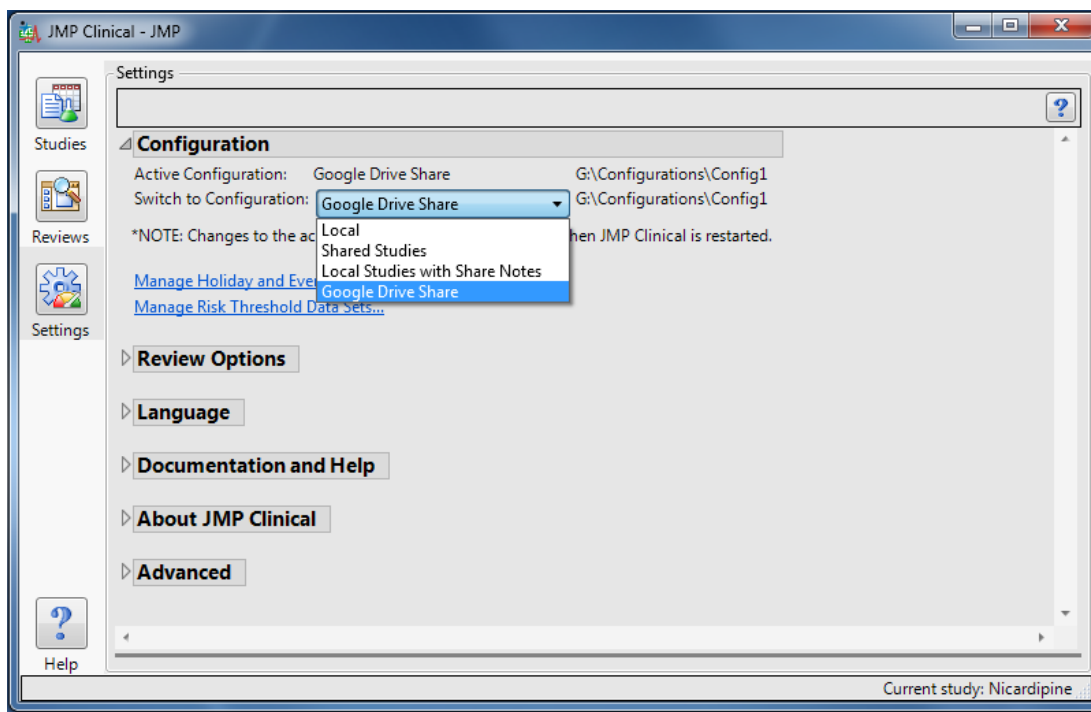 JMP Clinical - JMP
Settings
Studies
Reviews
Settings
Help
Configuration
Active Configuration: Google Drive Share G:\Configurations\Config1
Switch to Configuration: Google Drive Share G:\Configurations\Config1
Local
Shared Studies
Local Studies with Share Notes
Google Drive Share
*NOTE: Changes to the ac hen JMP Clinical is restarted.
Manage Holiday and Eve
Manage Risk Threshold Data Sets...
Review Options
Language
Documentation and Help
About JMP Clinical
Advanced
Current study: Nicardipine